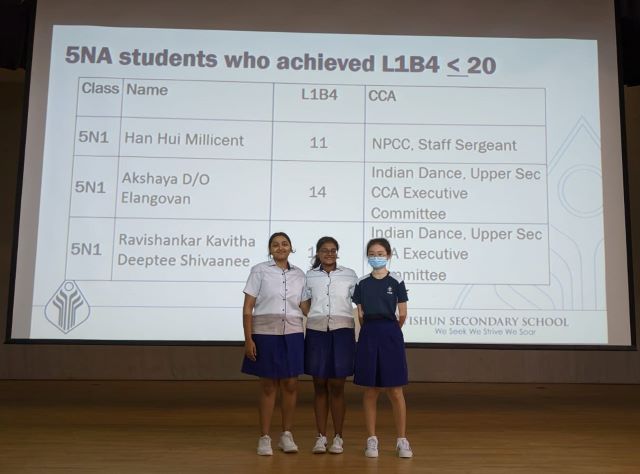 5NA students who achieved L1B4 < 20
Class Name L1B4 CCA
5N1 Han Hui Millicent 11 NPCC, Staff Sergeant
5N1 Akshaya D/O Elangovan 14 Indian Dance, Upper Sec
CCA Executive
Committee
5N1 Ravishankar Kavitha
Deeptee Shivaanee
Indian Dance, Upper Sec
Executive
YISHUN SECONDARY SCHOOL
We Seek We Strive We Soar